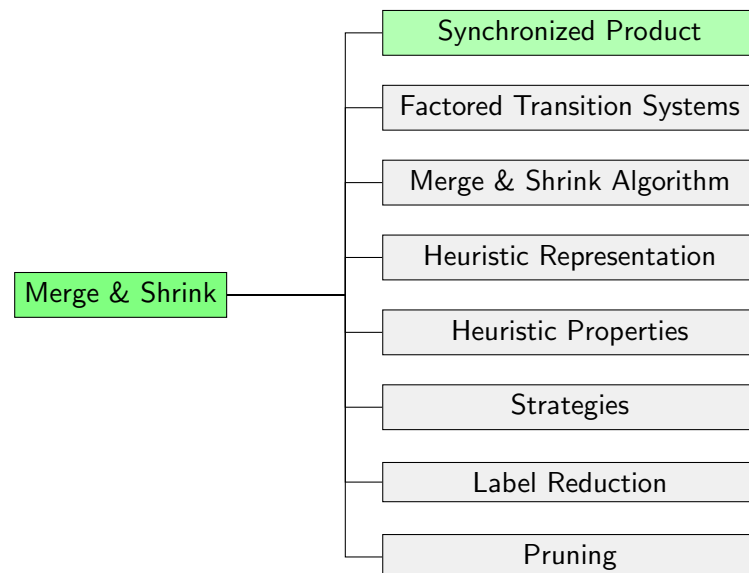 Synchronized Product
Factored Transition Systems
Merge & Shrink Algorithm
Heuristic Representation
Merge & Shrink
Heuristic Properties
Strategies
Label Reduction
Pruning